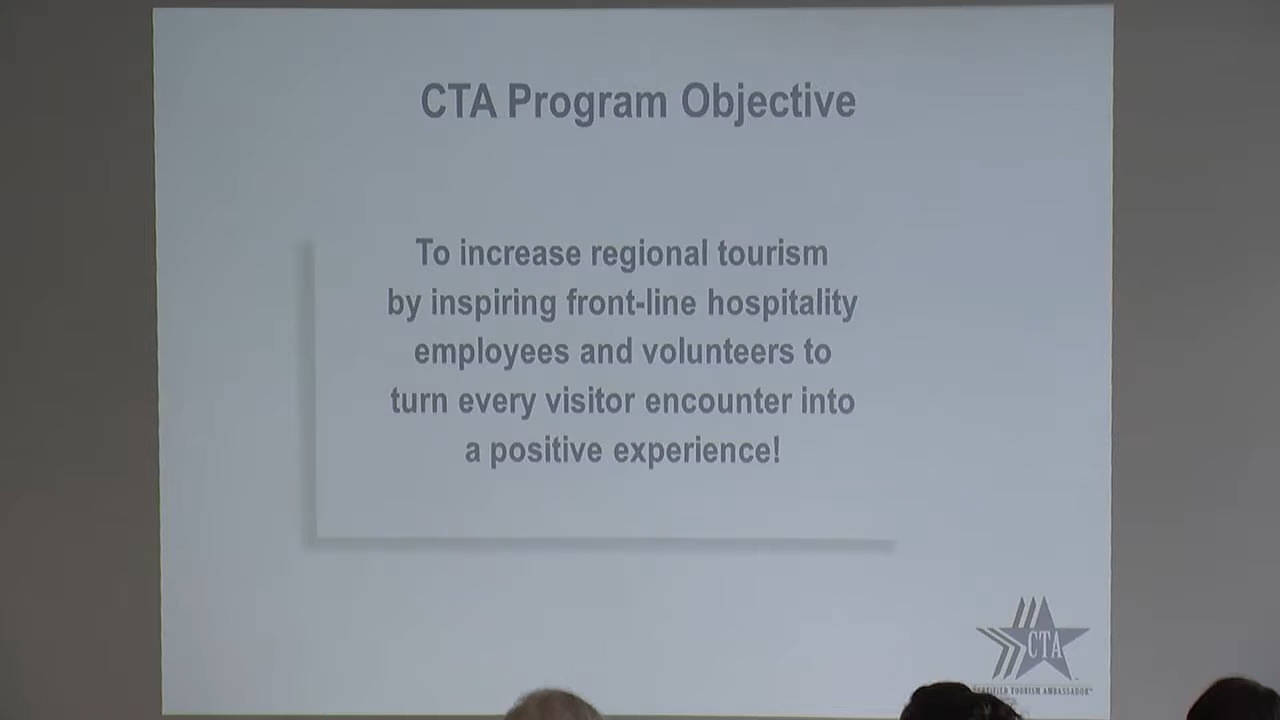 CTA Program Objective
To increase regional tourism
by inspiring front-line hospitality
employees and volunteers to
turn every visitor encounter into
a positive experience!
CTA
CERTIFIED TOURISM AMBASSADOR